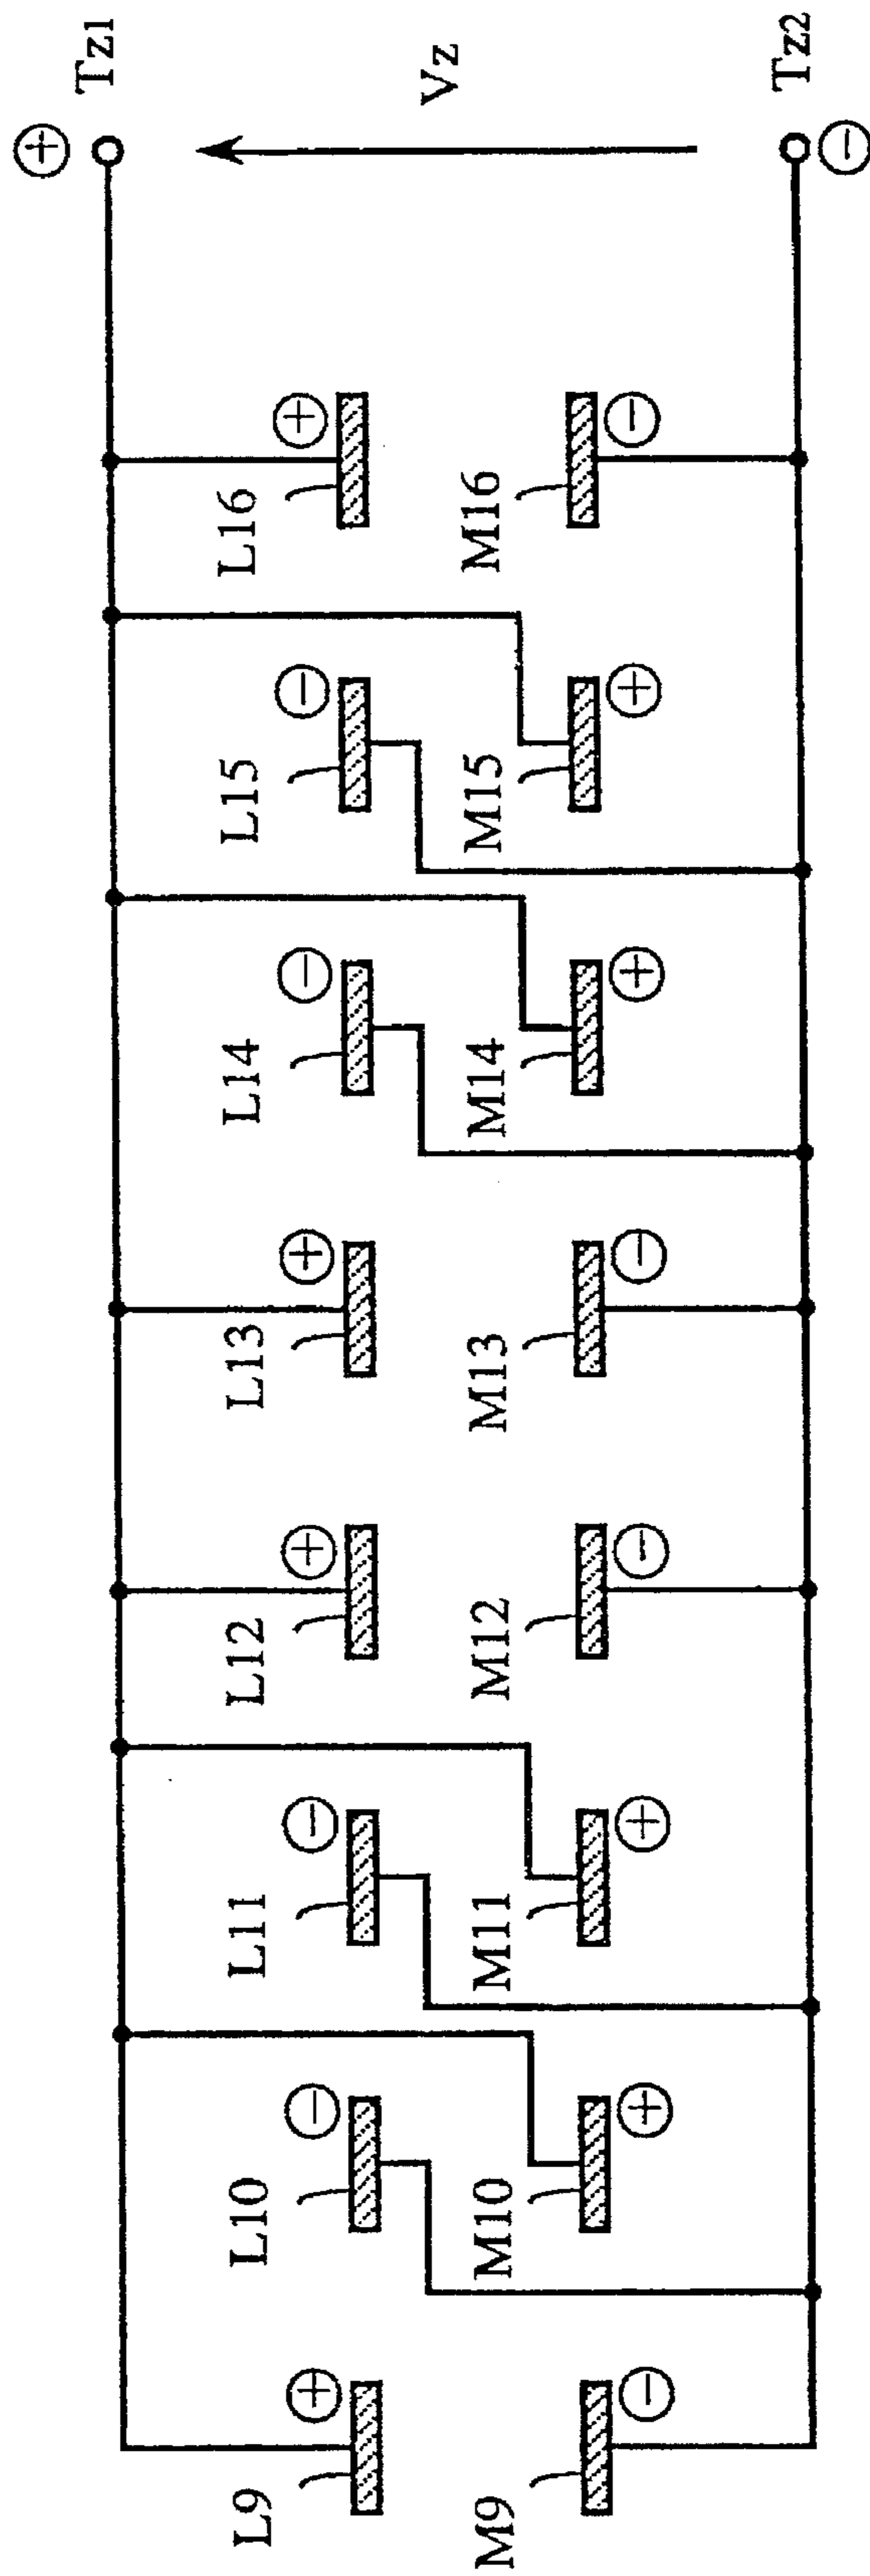 ⊕ Tz1
Vz
Tz2 ⊖
L9 ⊕
L10 ⊖
L11 ⊖
L12 ⊕
L13 ⊕
L14 ⊖
L15 ⊖
L16 ⊕
M9 ⊖
M10 ⊕
M11 ⊕
M12 ⊖
M13 ⊖
M14 ⊕
M15 ⊕
M16 ⊖